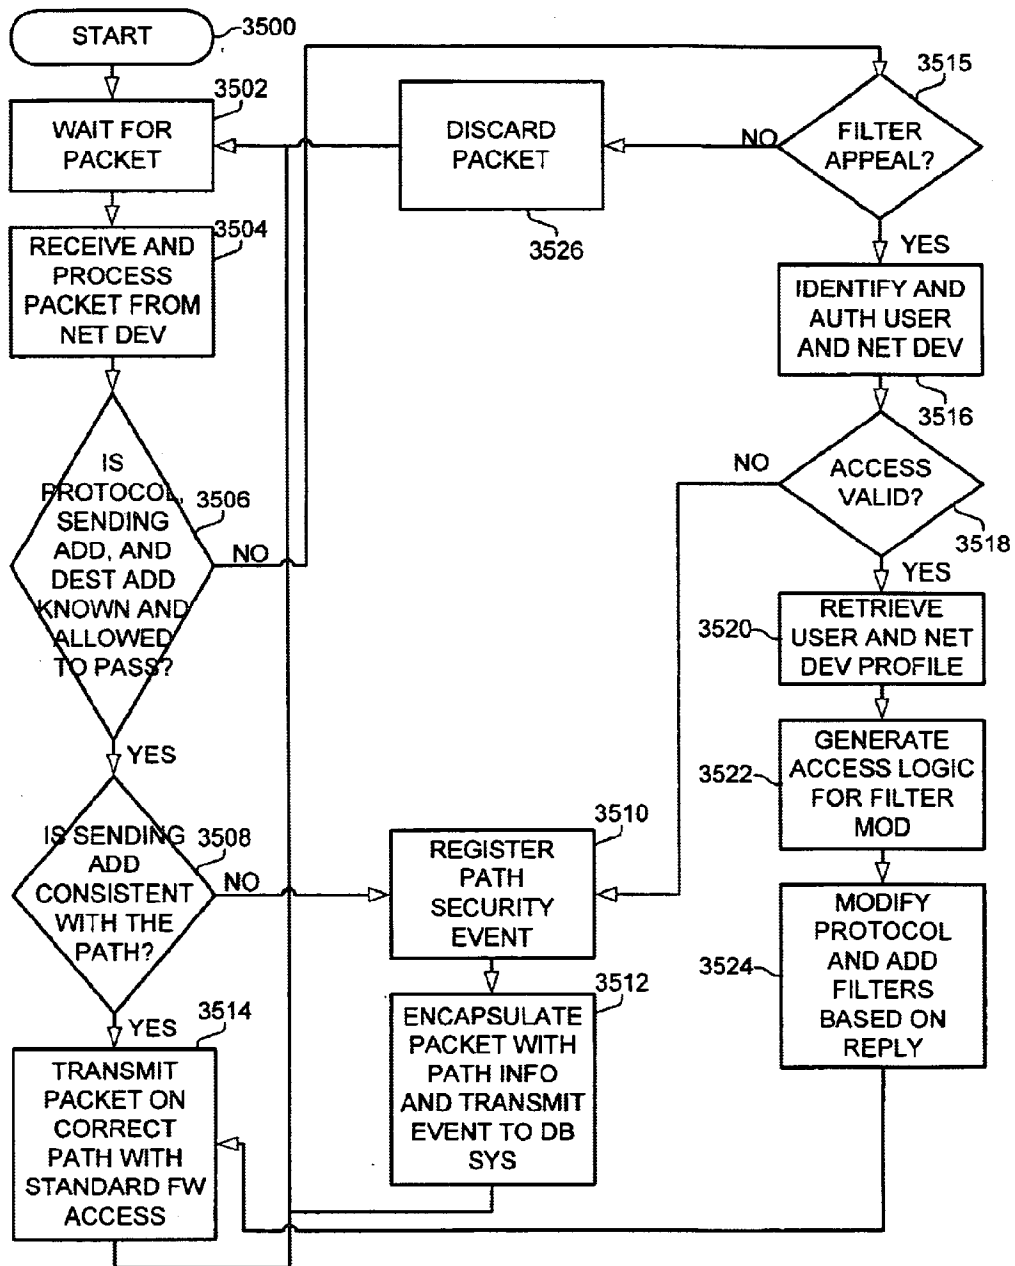 START
3500
3502
WAIT FOR
PACKET
3504
RECEIVE AND
PROCESS
PACKET FROM
NET DEV
IS
PROTOCOL,
SENDING
ADD, AND
DEST ADD
KNOWN AND
ALLOWED
TO PASS?
3506
NO
YES
IS SENDING
ADD
CONSISTENT
WITH THE
PATH?
3508
NO
YES
3514
TRANSMIT
PACKET ON
CORRECT
PATH WITH
STANDARD FW
ACCESS
DISCARD
PACKET
3526
3510
REGISTER
PATH
SECURITY
EVENT
3512
ENCAPSULATE
PACKET WITH
PATH INFO
AND TRANSMIT
EVENT TO DB
SYS
3515
FILTER
APPEAL?
NO
YES
IDENTIFY AND
AUTH USER
AND NET DEV
3516
ACCESS
VALID?
NO
3518
YES
3520
RETRIEVE
USER AND NET
DEV PROFILE
3522
GENERATE
ACCESS LOGIC
FOR FILTER
MOD
3524
MODIFY
PROTOCOL
AND ADD
FILTERS
BASED ON
REPLY